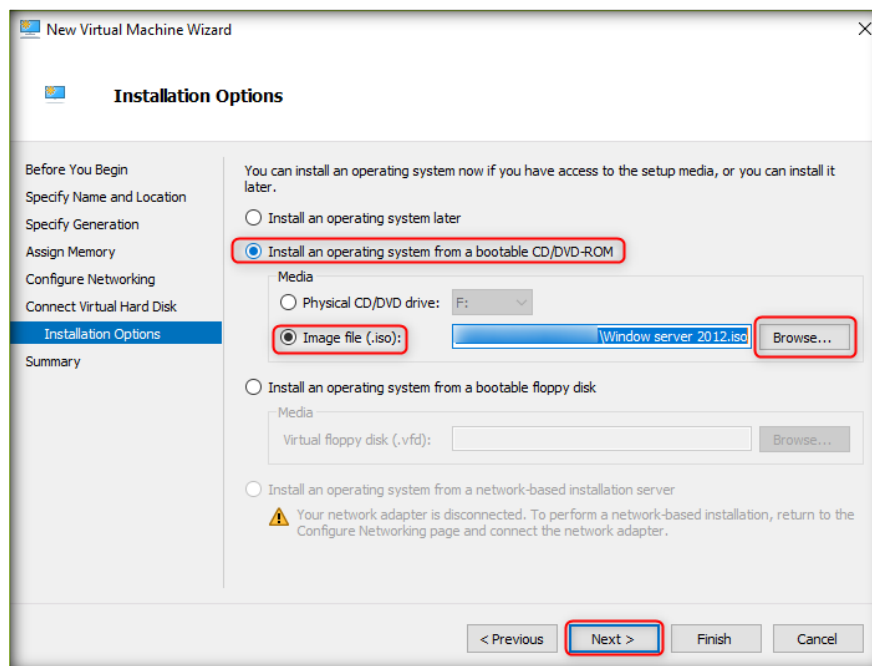 New Virtual Machine Wizard
Installation Options
Before You Begin
Specify Name and Location
Specify Generation
Assign Memory
Configure Networking
Connect Virtual Hard Disk
Installation Options
Summary
You can install an operating system now if you have access to the setup media, or you can install it
later.
Install an operating system later
Install an operating system from a bootable CD/DVD-ROM
Media
Physical CD/DVD drive: F:
Image file (.iso): \Window server 2012.iso Browse...
Install an operating system from a bootable floppy disk
Media
Virtual floppy disk (.vfd): Browse...
Install an operating system from a network-based installation server
Your network adapter is disconnected. To perform a network-based installation, return to the
Configure Networking page and connect the network adapter.
< Previous Next > Finish Cancel